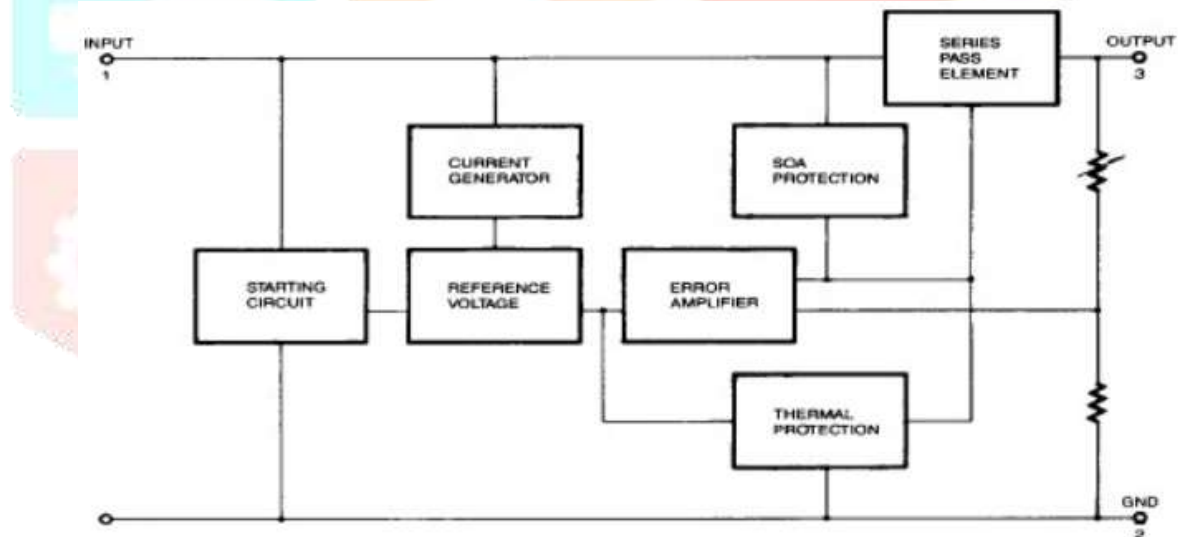 INPUT
1
SERIES
PASS
ELEMENT
OUTPUT
3
CURRENT
GENERATOR
SOA
PROTECTION
STARTING
CIRCUIT
REFERENCE
VOLTAGE
ERROR
AMPLIFIER
THERMAL
PROTECTION
GND
2